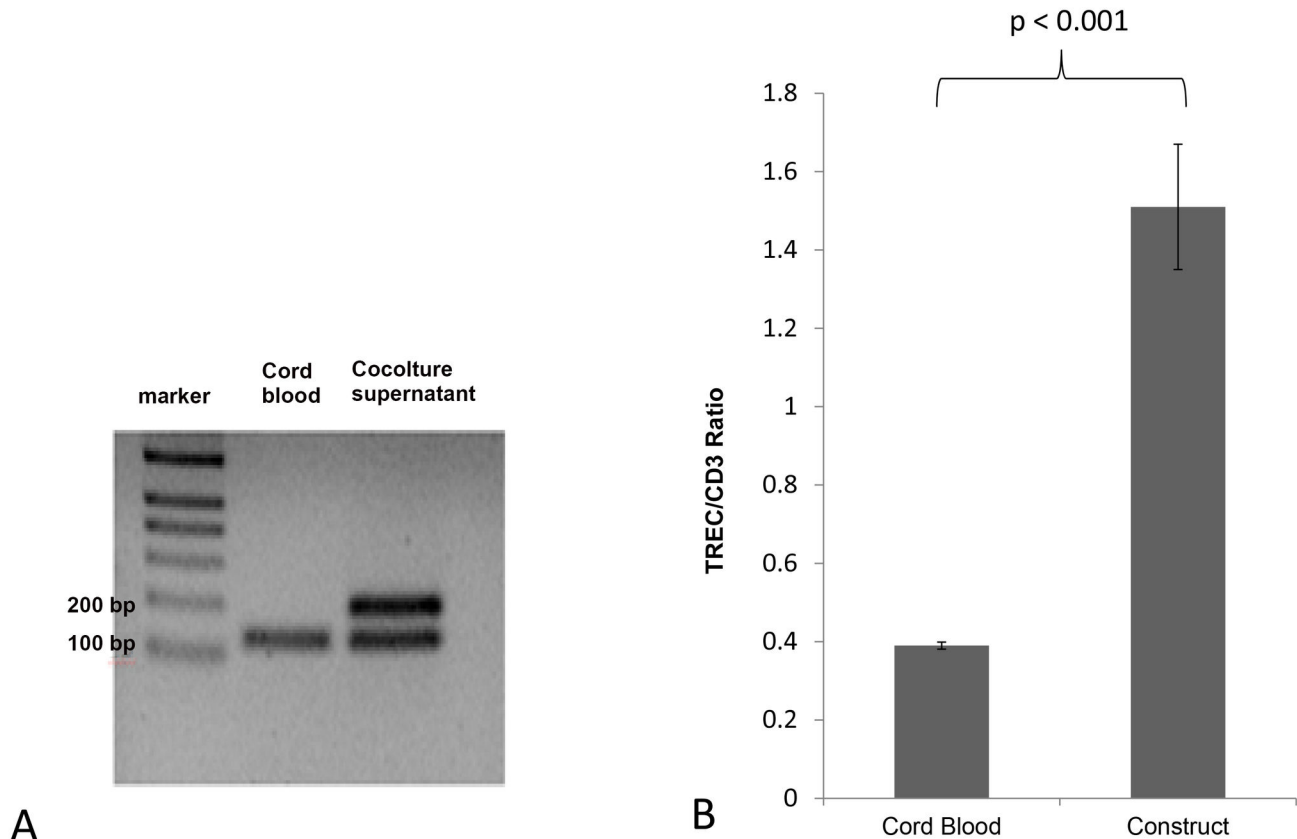 Cord
blood
Cocolture
supernatant
marker
200 bp
100 bp
A
p < 0.001
1.8
1.6
1.4
1.2
1
0.8
0.6
0.4
0.2
0
TREC/CD3 Ratio
Cord Blood
Construct
B